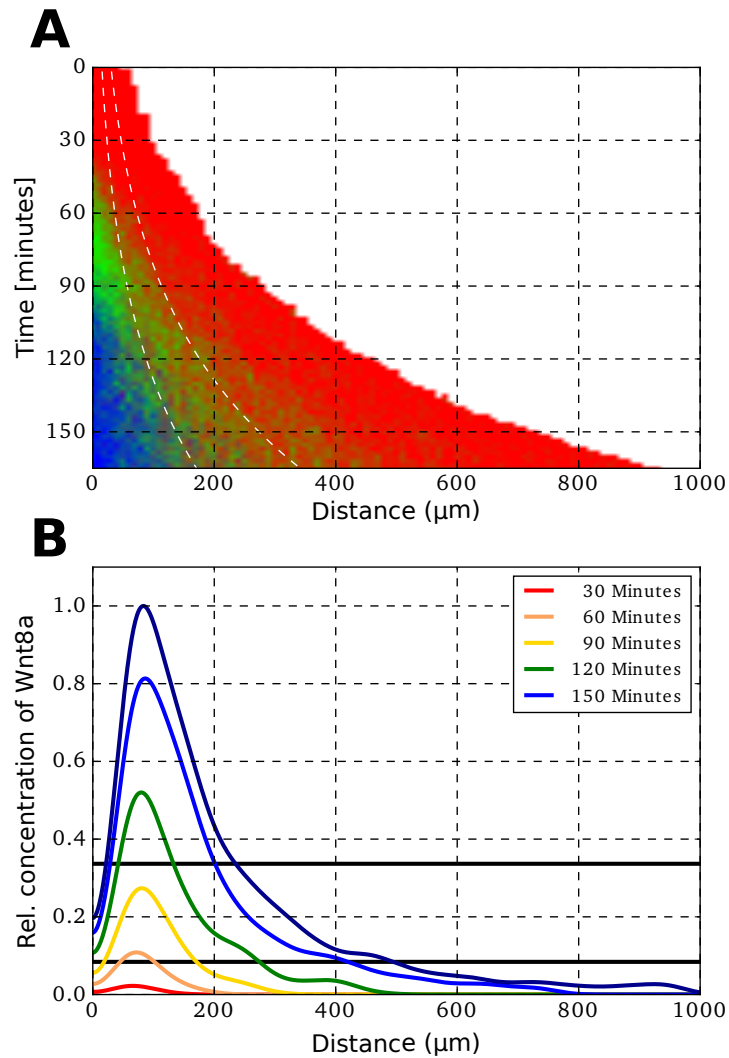 A
0
30
60
90
120
150
Time [minutes]
0 200 400 600 800 1000
Distance (µm)
B
1.0
0.8
0.6
0.4
0.2
0.0
Rel. concentration of Wnt8a
30 Minutes
60 Minutes
90 Minutes
120 Minutes
150 Minutes
0 200 400 600 800 1000
Distance (µm)